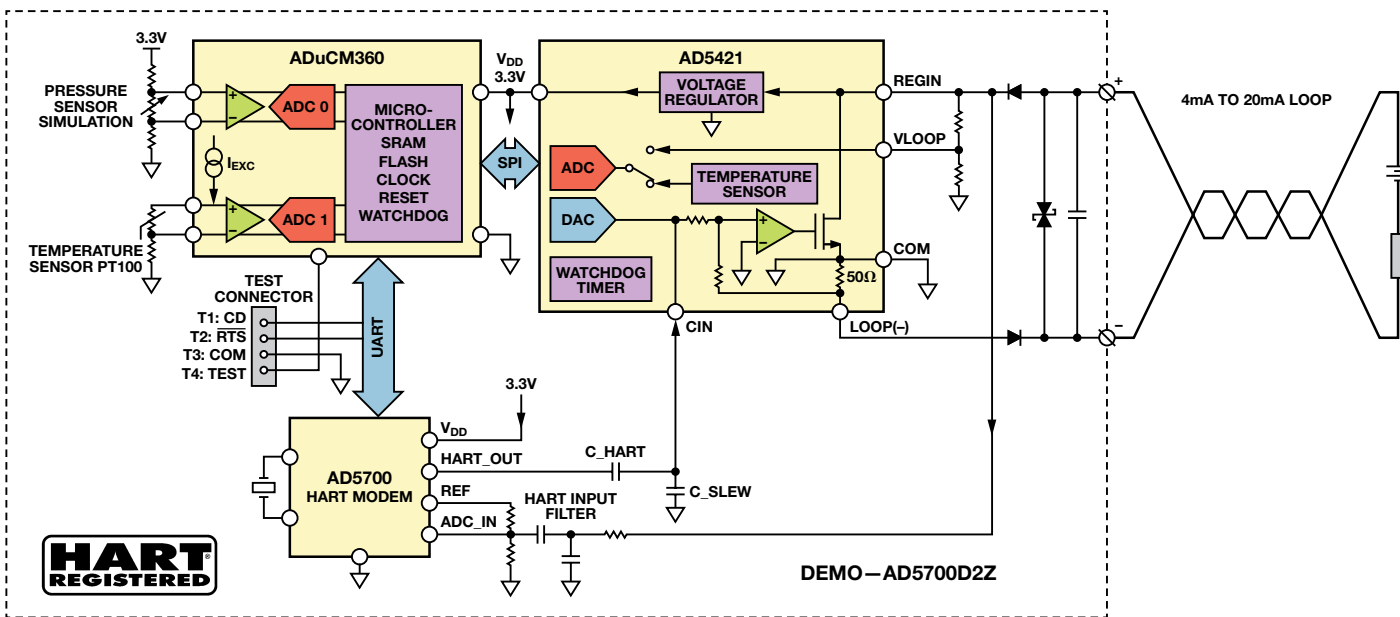 3.3V
PRESSURE
SENSOR
SIMULATION
TEMPERATURE
SENSOR PT100
ADuCM360
ADC 0
I_EXC
ADC 1
MICRO-
CONTROLLER
SRAM
FLASH
CLOCK
RESET
WATCHDOG
V_DD
3.3V
SPI
AD5421
VOLTAGE
REGULATOR
ADC
TEMPERATURE
SENSOR
DAC
WATCHDOG
TIMER
50Ω
REGIN
VLOOP
COM
LOOP(–)
CIN
+
–
4mA TO 20mA LOOP
TEST
CONNECTOR
T1: CD
T2: R̅T̅S̅
T3: COM
T4: TEST
UART
3.3V
AD5700
HART MODEM
V_DD
HART_OUT
REF
ADC_IN
C_HART
C_SLEW
HART INPUT
FILTER
HART®
REGISTERED
DEMO—AD5700D2Z